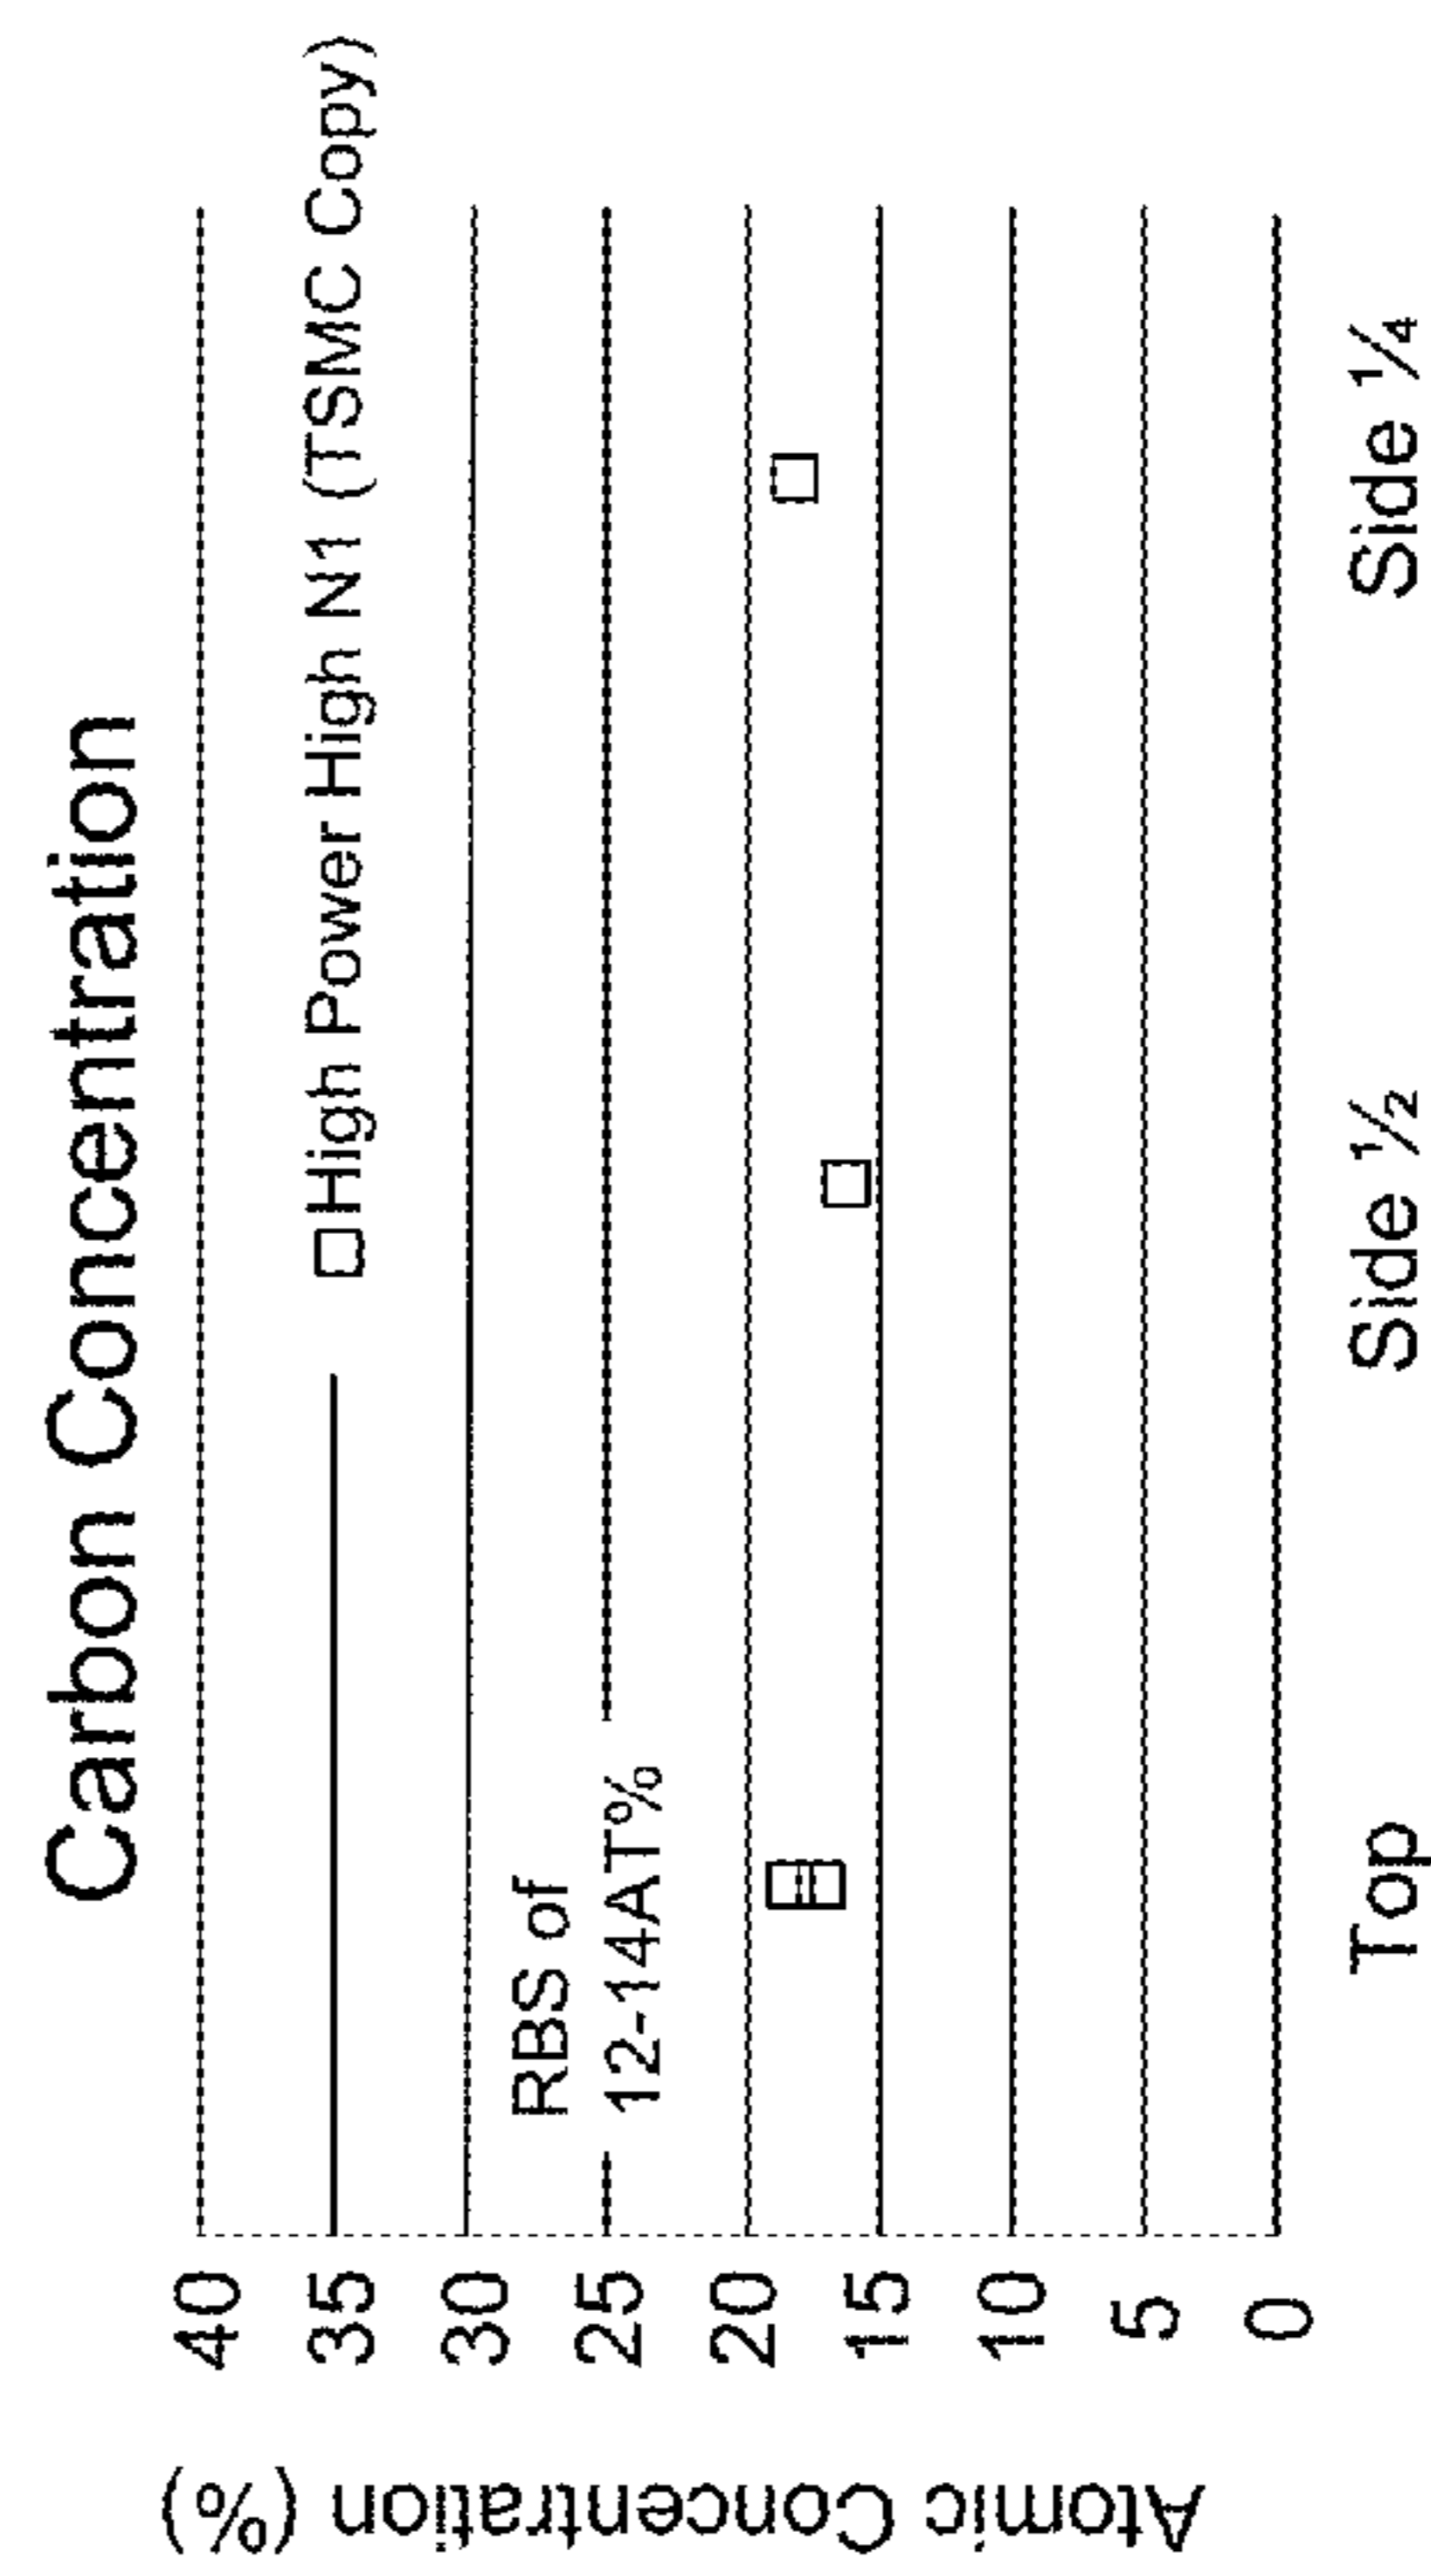 Carbon Concentration
Atomic Concentration (%)
40
35
30
25
20
15
10
5
0
High Power High N1 (TSMC Copy)
RBS of
12-14AT%
Top
Side ½
Side ¼